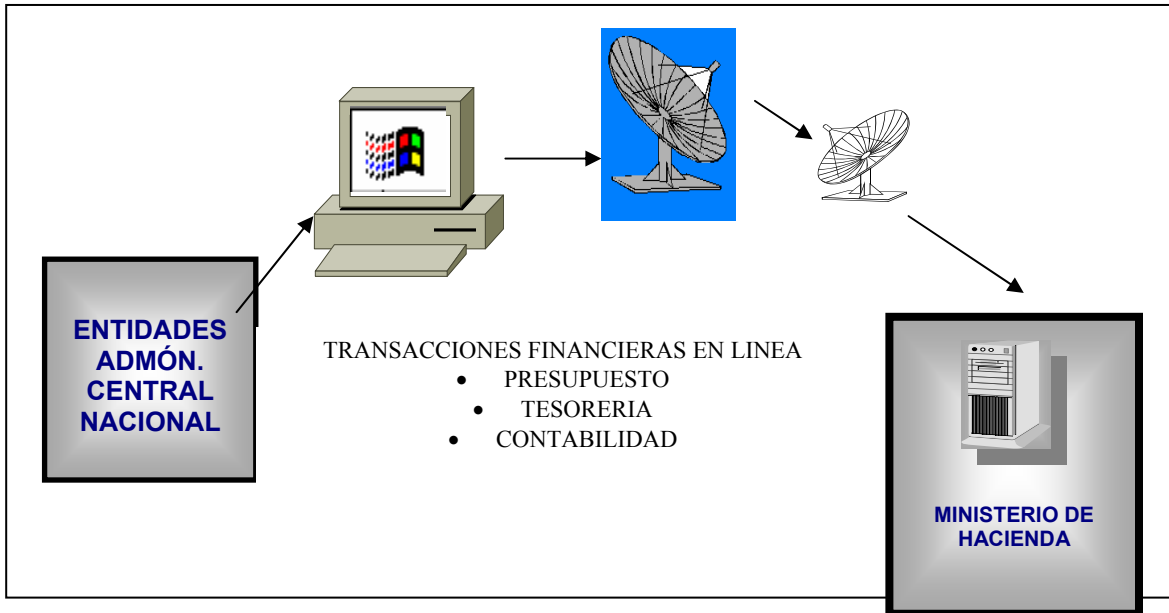 ENTIDADES
ADMÓN.
CENTRAL
NACIONAL
TRANSACCIONES FINANCIERAS EN LINEA
• PRESUPUESTO
• TESORERIA
• CONTABILIDAD
MINISTERIO DE
HACIENDA